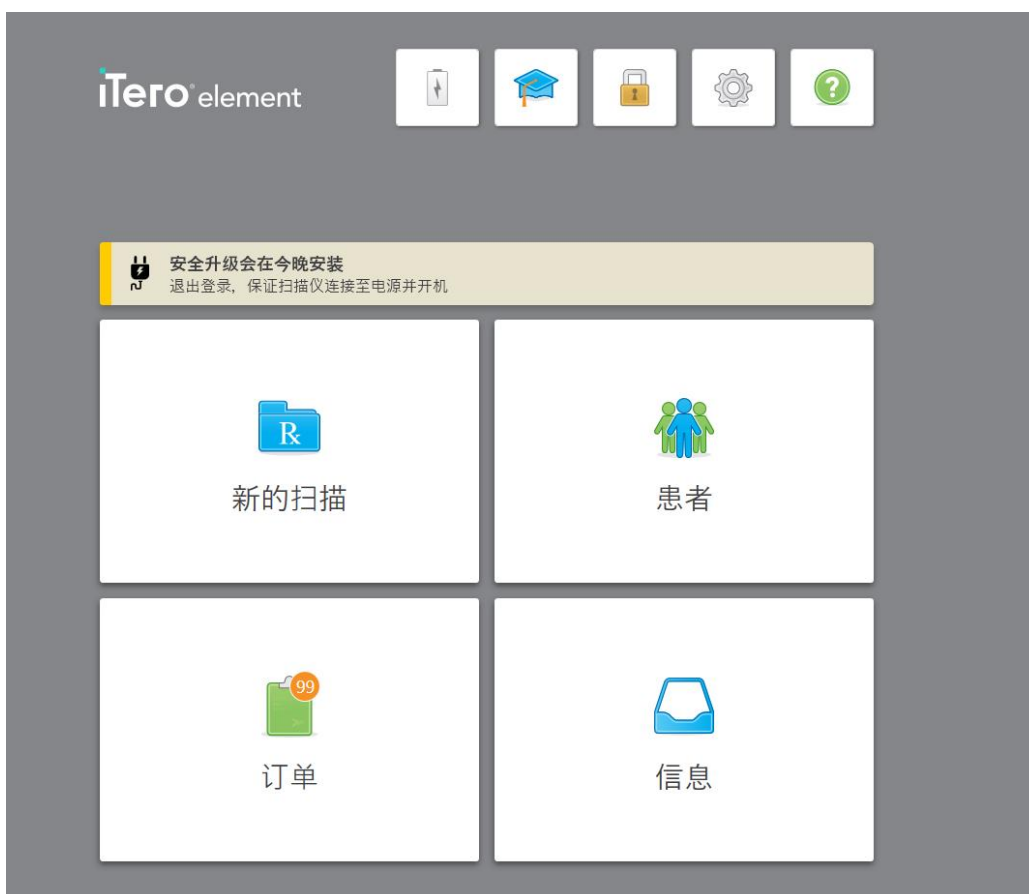 iTero element
安全升级会在今晚安装
退出登录，保证扫描仪连接至电源并开机
Rx
新的扫描
患者
99
订单
信息